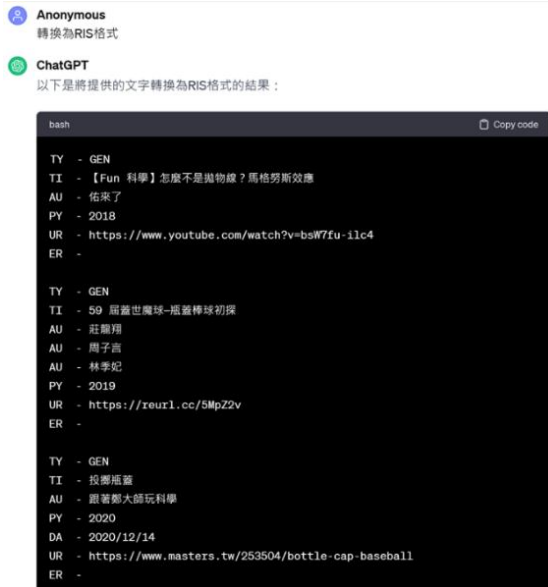 Anonymous
轉換為RIS格式
ChatGPT
以下是將提供的文字轉換為RIS格式的結果：
bash
Copy code
TY - GEN
TI - 【Fun 科學】怎麼不是拋物線？馬格努斯效應
AU - 佑來了
PY - 2018
UR - https://www.youtube.com/watch?v=bsW7fu-ilc4
ER -
TY - GEN
TI - 59 屆蓋世魔球—瓶蓋棒球初探
AU - 莊龍翔
AU - 周子言
AU - 林季妃
PY - 2019
UR - https://reurl.cc/5MpZ2v
ER -
TY - GEN
TI - 投擲瓶蓋
AU - 跟著鄭大師玩科學
PY - 2020
DA - 2020/12/14
UR - https://www.masters.tw/253504/bottle-cap-baseball
ER -